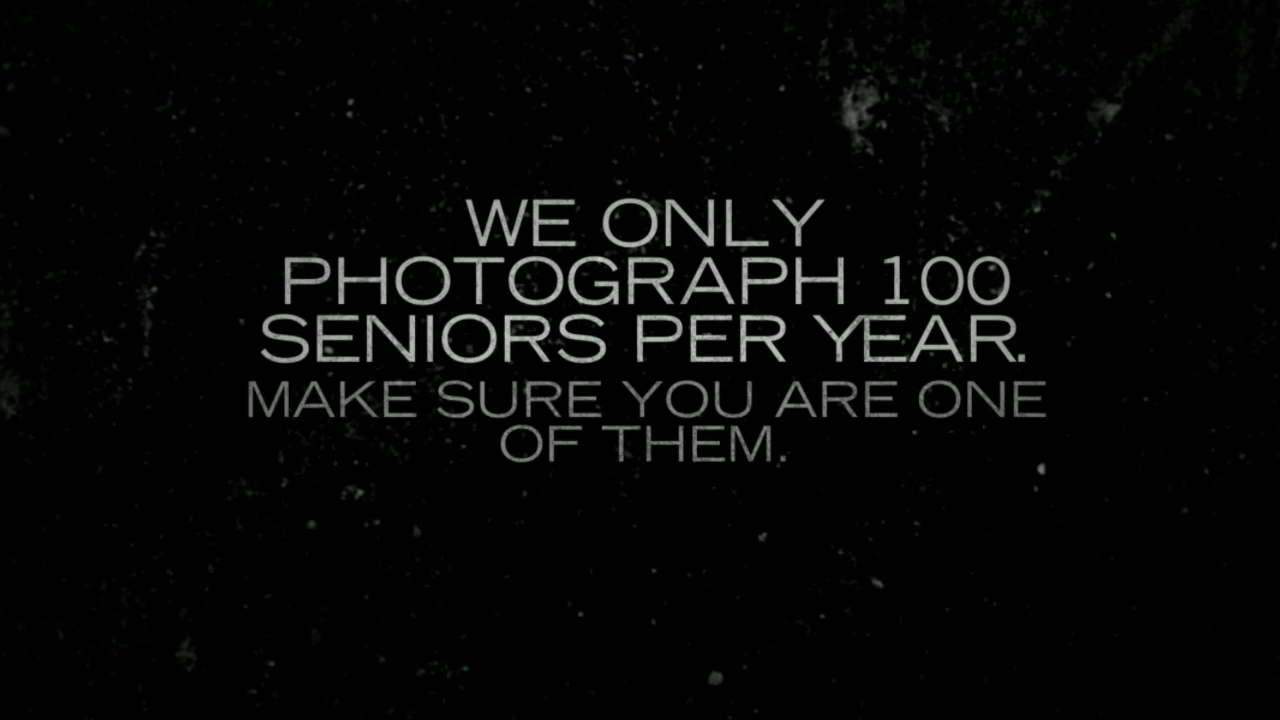 WE ONLY
PHOTOGRAPH 100
SENIORS PER YEAR.
MAKE SURE YOU ARE ONE
OF THEM.